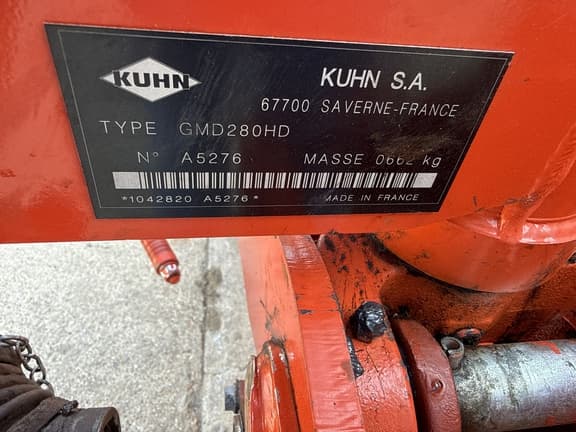 KUHN
KUHN S.A.
67700 SAVERNE-FRANCE
TYPE GMD280HD
N° A5276 MASSE 0662 kg
*1042820 A5276* MADE IN FRANCE